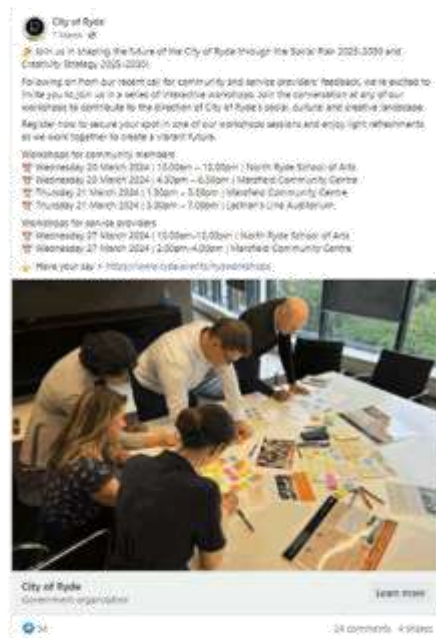 City of Ryde
7 March
Join us in shaping the future of the City of Ryde through the Social Plan 2025-2030 and
Creativity Strategy 2025-2030!
Following on from our recent call for community and service providers' feedback, we're excited to
invite you to join us in a series of interactive workshops. Join the conversation at any of our
workshops to contribute to the direction of City of Ryde's social, cultural and creative landscape.
Register now to secure your spot in one of our workshops sessions and enjoy light refreshments
as we work together to create a vibrant future.
Workshops for community members
Wednesday 20 March 2024 | 10.00am – 12.00pm | North Ryde School of Arts
Wednesday 20 March 2024 | 4.30pm – 6.30pm | Marsfield Community Centre
Thursday 21 March 2024 | 1.30pm – 3.30pm | Marsfield Community Centre
Thursday 21 March 2024 | 5.00pm – 7.00pm | Lachlan's Line Auditorium
Workshops for service providers
Wednesday 27 March 2024 | 10.00am-12.00pm | North Ryde School of Arts
Wednesday 27 March 2024 | 2.00pm-4.00pm | Marsfield Community Centre
Have your say >
City of Ryde
Government organisation
Learn more
24 comments 4 shares